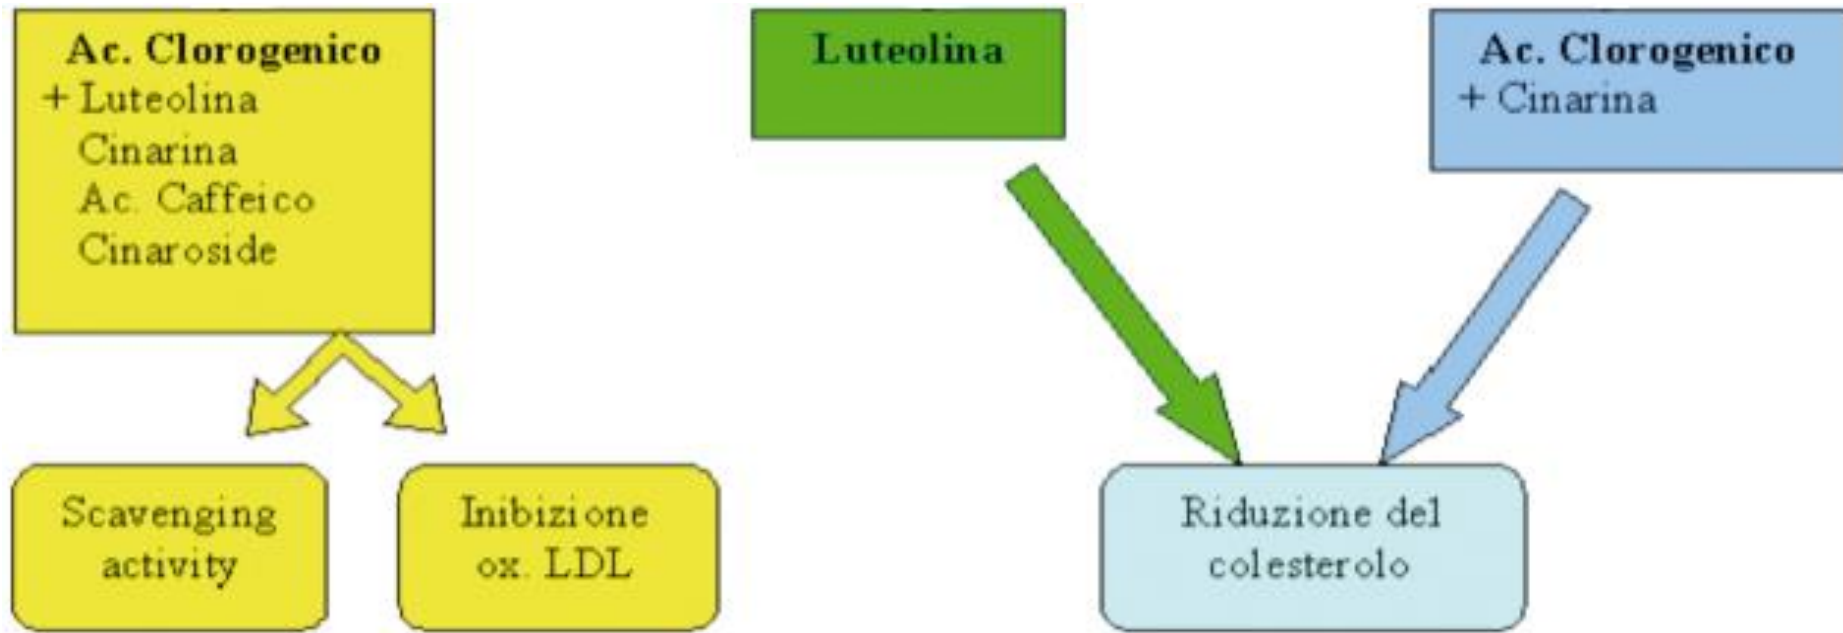 Ac. Clorogenico
+ Luteolina
Cinarina
Ac. Caffeico
Cinaroside
Luteolina
Ac. Clorogenico
+ Cinarina
Scavenging
activity
Inibizione
ox. LDL
Riduzione del
colesterolo